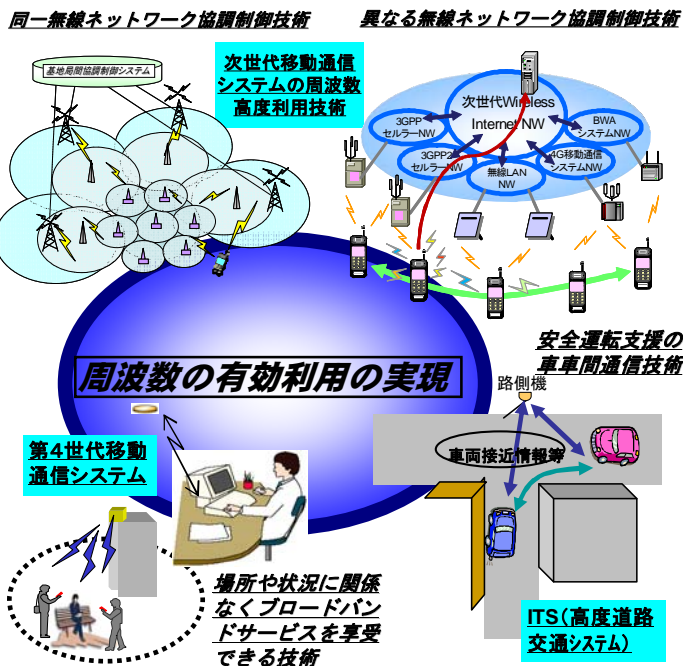 同一無線ネットワーク協調制御技術
異なる無線ネットワーク協調制御技術
基地局間協調制御システム
次世代移動通信
システムの周波数
高度利用技術
次世代Wireless
Internet NW
3GPP
セルラーNW
BWA
システムNW
3GPP2
セルラーNW
無線LAN
NW
4G移動通信
システムNW
安全運転支援の
車車間通信技術
周波数の有効利用の実現
路側機
車両接近情報等
第4世代移動
通信システム
場所や状況に関係
なくブロードバン
ドサービスを享受
できる技術
ITS(高度道路
交通システム)